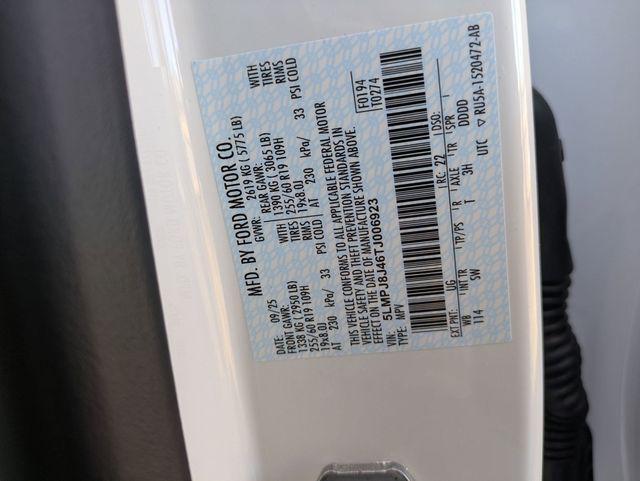 MFD. BY FORD MOTOR CO.
DATE: 09/25 GVWR: 2619 KG ( 5775 LB)
FRONT GAWR: REAR GAWR: WITH
1338 KG ( 2950 LB) 1390 KG ( 3065 LB) TIRES
255/60 R19 109H TIRES 255/60 R19 109H RIMS
19x8.0J RIMS 19x8.0J
AT 230 kPa/ 33 PSI COLD AT 230 kPa/ 33 PSI COLD
THIS VEHICLE CONFORMS TO ALL APPLICABLE FEDERAL MOTOR
VEHICLE SAFETY AND THEFT PREVENTION STANDARDS IN
EFFECT ON THE DATE OF MANUFACTURE SHOWN ABOVE.
VIN: 5LMPJ8J46TJ006923 F0194
TYPE: MPV T0274
EXT PNT: UG RC: 22 DSO:
WB INT TR TP/PS R AXLE TR SPR
114 SW T 3H DDDD
UTC ▽ RU5A-1520472-AB